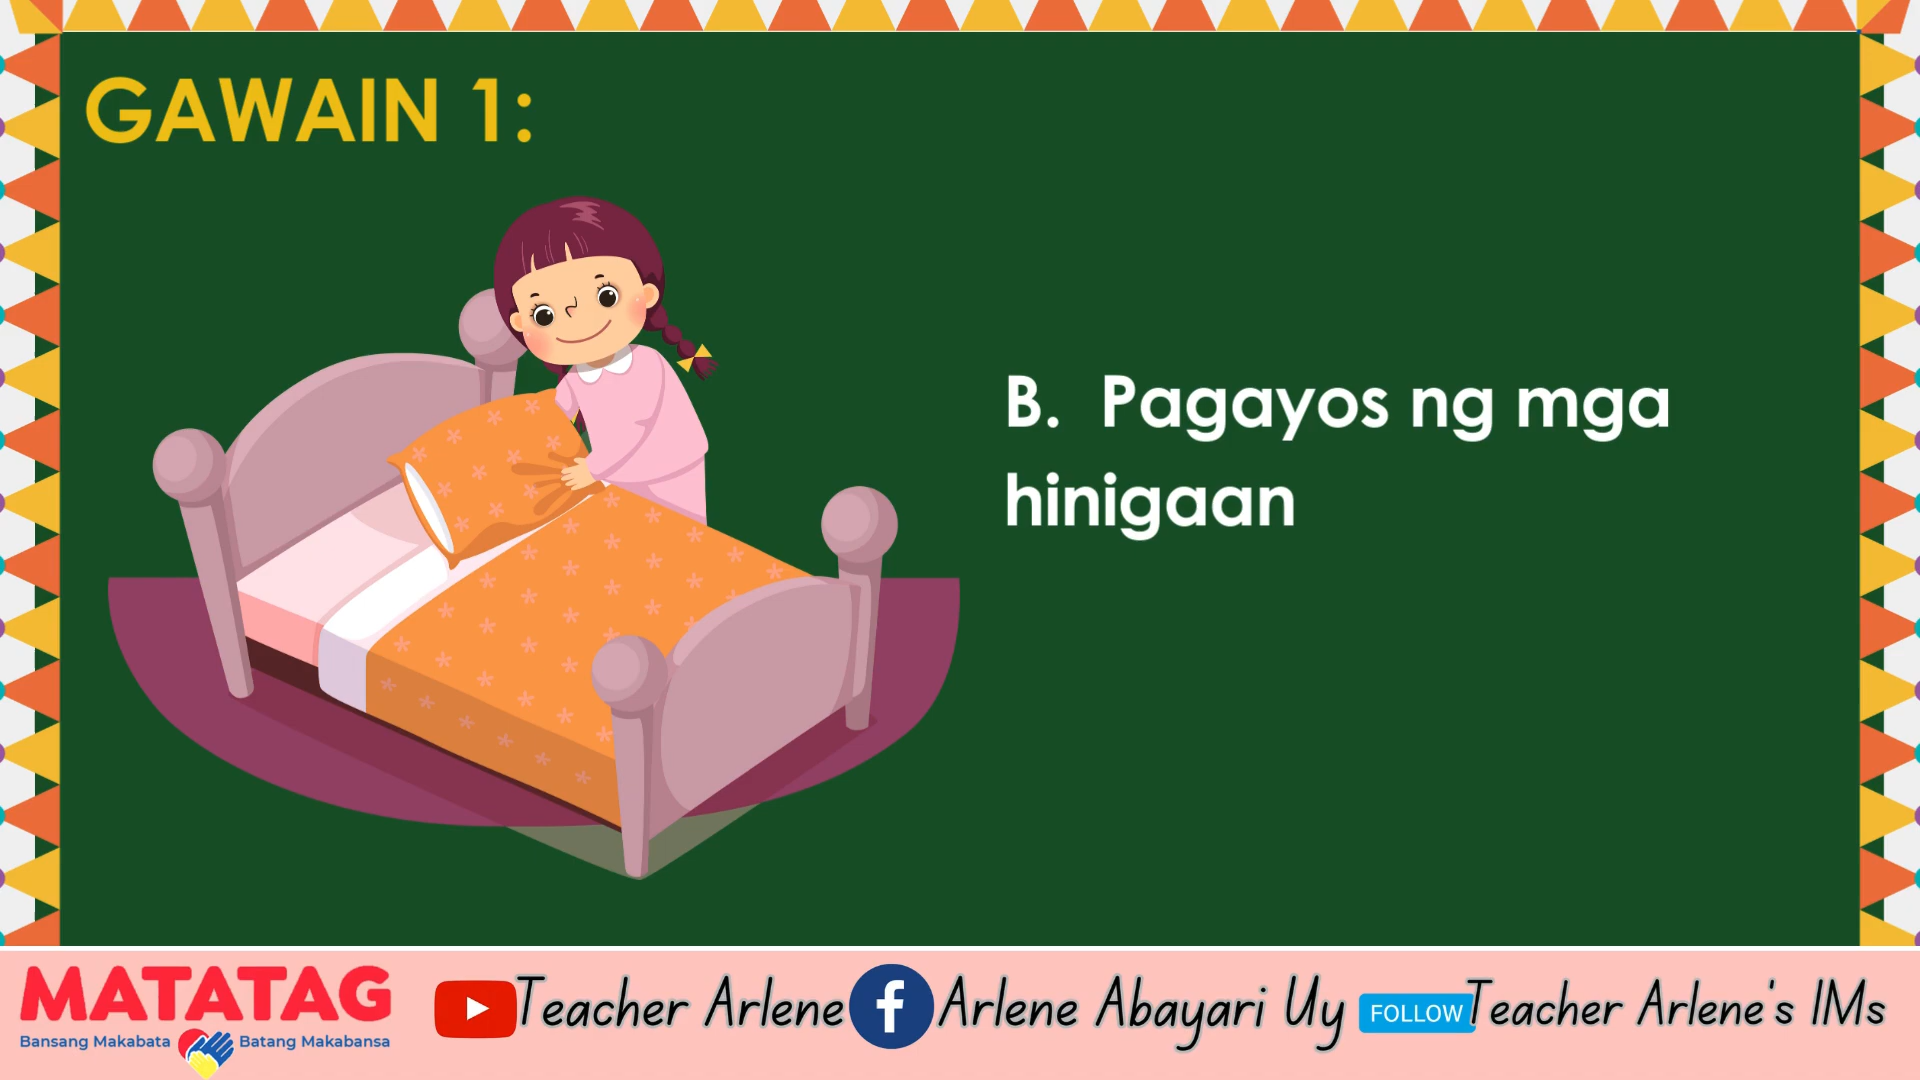 GAWAIN 1:
B. Pagayos ng mga
hinigaan
MATATAG
Bansang Makabata Batang Makabansa
Teacher Arlene
Arlene Abayari Uy
FOLLOW
Teacher Arlene's IMs